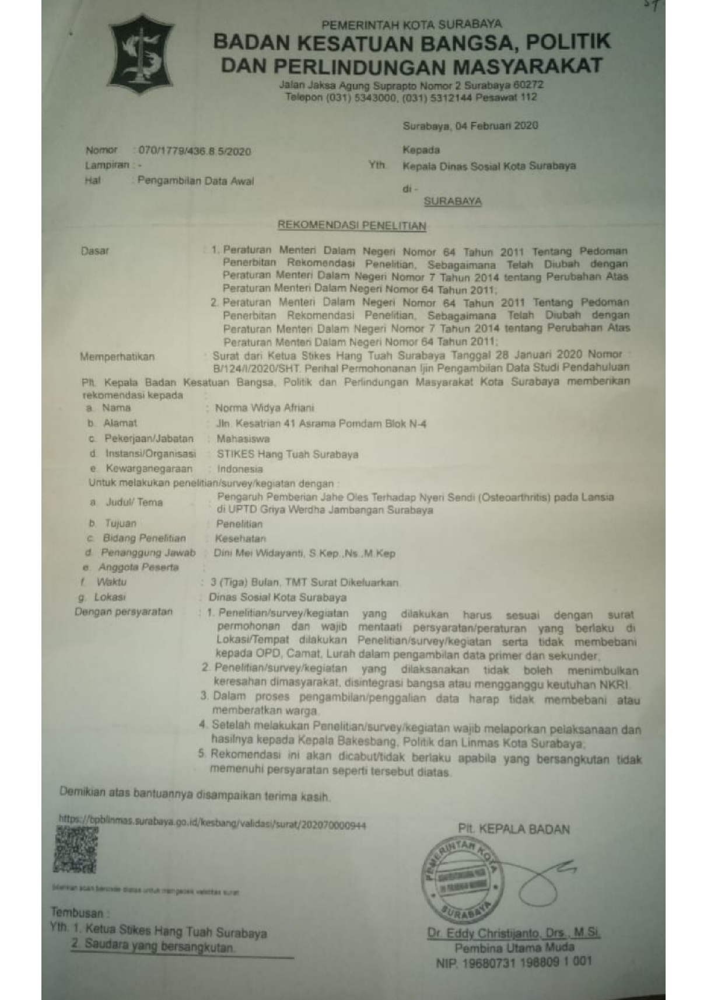 PEMERINTAH KOTA SURABAYA
BADAN KESATUAN BANGSA, POLITIK
DAN PERLINDUNGAN MASYARAKAT
Jalan Jaksa Agung Suprapto Nomor 2 Surabaya 60272
Telepon (031) 5343000, (031) 5312144 Pesawat 112
Surabaya, 04 Februari 2020
Nomor : 070/1779/436.8.5/2020
Lampiran : -
Hal : Pengambilan Data Awal
Kepada
Yth. Kepala Dinas Sosial Kota Surabaya
di -
SURABAYA
REKOMENDASI PENELITIAN
Dasar : 1. Peraturan Menteri Dalam Negeri Nomor 64 Tahun 2011 Tentang Pedoman
Penerbitan Rekomendasi Penelitian, Sebagaimana Telah Diubah dengan
Peraturan Menteri Dalam Negeri Nomor 7 Tahun 2014 tentang Perubahan Atas
Peraturan Menteri Dalam Negeri Nomor 64 Tahun 2011;
2. Peraturan Menteri Dalam Negeri Nomor 64 Tahun 2011 Tentang Pedoman
Penerbitan Rekomendasi Penelitian, Sebagaimana Telah Diubah dengan
Peraturan Menteri Dalam Negeri Nomor 7 Tahun 2014 tentang Perubahan Atas
Peraturan Menteri Dalam Negeri Nomor 64 Tahun 2011;
Memperhatikan : Surat dari Ketua Stikes Hang Tuah Surabaya Tanggal 28 Januari 2020 Nomor :
B/124/I/2020/SHT. Perihal Permohonanan Ijin Pengambilan Data Studi Pendahuluan
Plt. Kepala Badan Kesatuan Bangsa, Politik dan Perlindungan Masyarakat Kota Surabaya memberikan
rekomendasi kepada :
a. Nama : Norma Widya Afriani
b. Alamat : Jln. Kesatrian 41 Asrama Pomdam Blok N-4
c. Pekerjaan/Jabatan : Mahasiswa
d. Instansi/Organisasi : STIKES Hang Tuah Surabaya
e. Kewarganegaraan : Indonesia
Untuk melakukan penelitian/survey/kegiatan dengan :
a. Judul/ Tema : Pengaruh Pemberian Jahe Oles Terhadap Nyeri Sendi (Osteoarthritis) pada Lansia
di UPTD Griya Werdha Jambangan Surabaya
b. Tujuan : Penelitian
c. Bidang Penelitian : Kesehatan
d. Penanggung Jawab : Dini Mei Widayanti, S.Kep.,Ns.,M.Kep
e. Anggota Peserta :
f. Waktu : 3 (Tiga) Bulan, TMT Surat Dikeluarkan.
g. Lokasi : Dinas Sosial Kota Surabaya
Dengan persyaratan : 1. Penelitian/survey/kegiatan yang dilakukan harus sesuai dengan surat
permohonan dan wajib mentaati persyaratan/peraturan yang berlaku di
Lokasi/Tempat dilakukan Penelitian/survey/kegiatan serta tidak membebani
kepada OPD, Camat, Lurah dalam pengambilan data primer dan sekunder;
2. Penelitian/survey/kegiatan yang dilaksanakan tidak boleh menimbulkan
keresahan dimasyarakat, disintegrasi bangsa atau mengganggu keutuhan NKRI.
3. Dalam proses pengambilan/penggalian data harap tidak membebani atau
memberatkan warga.
4. Setelah melakukan Penelitian/survey/kegiatan wajib melaporkan pelaksanaan dan
hasilnya kepada Kepala Bakesbang, Politik dan Linmas Kota Surabaya;
5. Rekomendasi ini akan dicabut/tidak berlaku apabila yang bersangkutan tidak
memenuhi persyaratan seperti tersebut diatas.
Demikian atas bantuannya disampaikan terima kasih.
https://bpblinmas.surabaya.go.id/kesbang/validasi/surat/202070000944
Silahkan scan barcode diatas untuk mengecek validitas surat
Plt. KEPALA BADAN
PEMERINTAH KOTA
SURABAYA
Dr. Eddy Christijanto, Drs., M.Si.
Pembina Utama Muda
NIP. 19680731 198809 1 001
Tembusan :
Yth. 1. Ketua Stikes Hang Tuah Surabaya
2. Saudara yang bersangkutan.